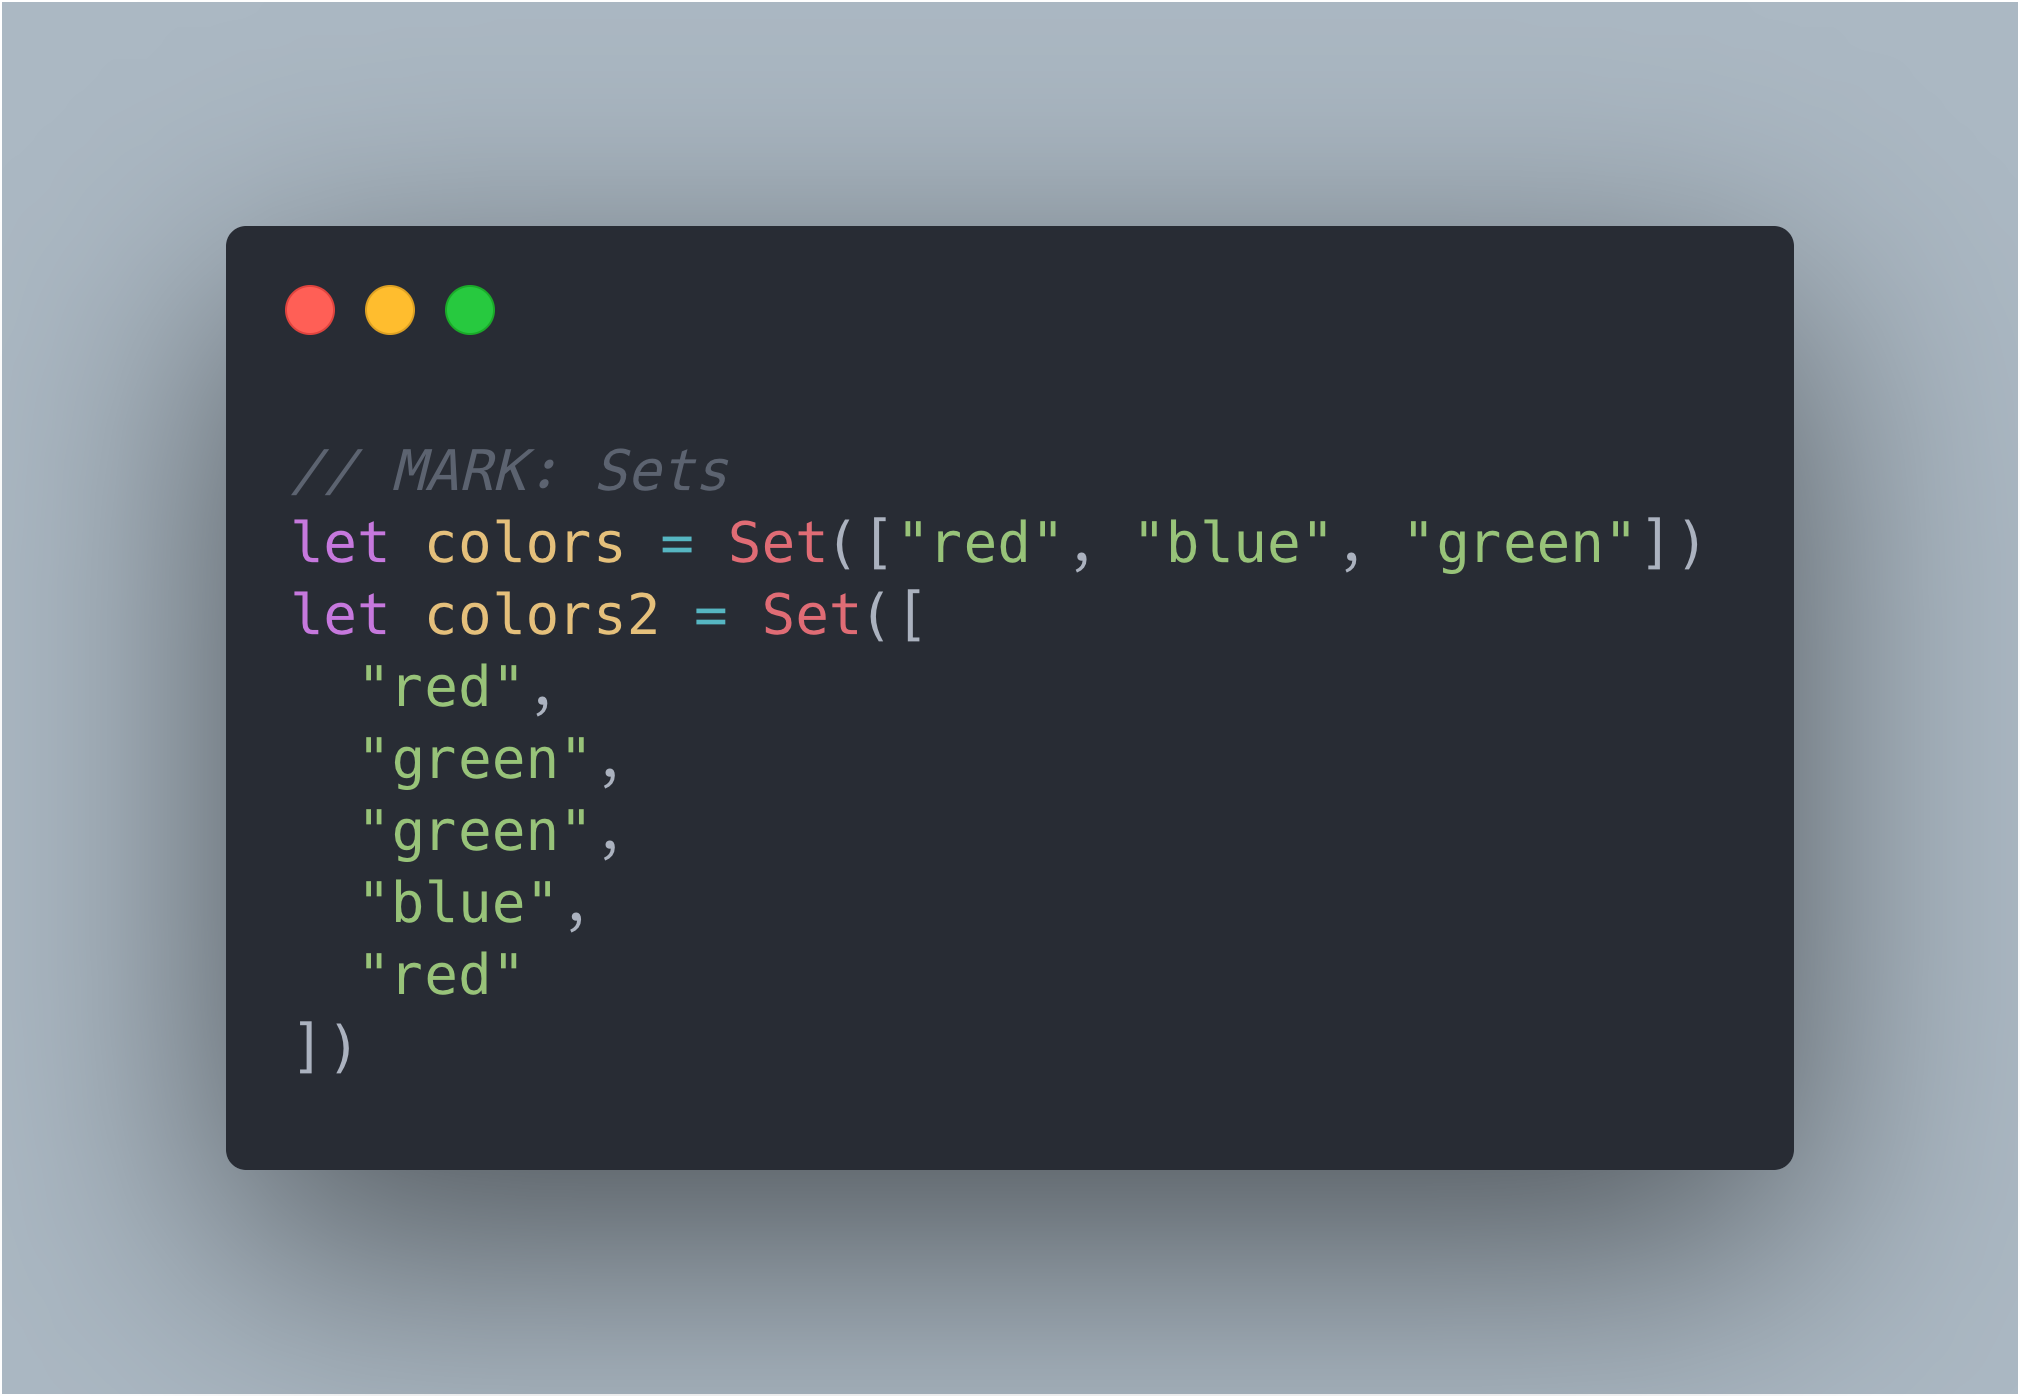 // MARK: Sets
let colors = Set(["red", "blue", "green"])
let colors2 = Set([
  "red",
  "green",
  "green",
  "blue",
  "red"
])